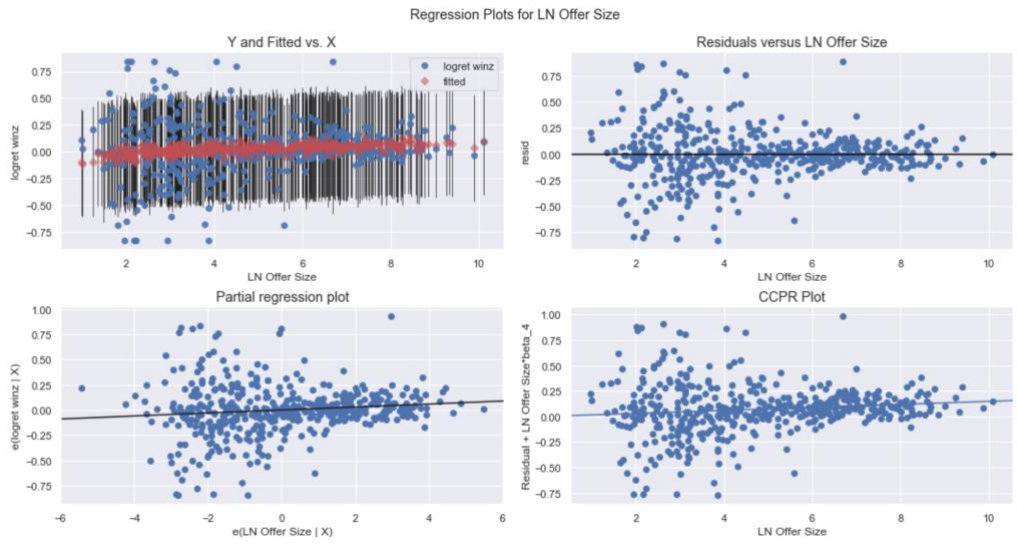 Regression Plots for LN Offer Size
Y and Fitted vs. X
logret winz
fitted
0.75
0.50
0.25
0.00
-0.25
-0.50
-0.75
logret winz
2 4 6 8 10
LN Offer Size
Residuals versus LN Offer Size
0.75
0.50
0.25
0.00
-0.25
-0.50
-0.75
resid
2 4 6 8 10
LN Offer Size
Partial regression plot
1.00
0.75
0.50
0.25
0.00
-0.25
-0.50
-0.75
e(logret winz | X)
-6 -4 -2 0 2 4 6
e(LN Offer Size | X)
CCPR Plot
1.00
0.75
0.50
0.25
0.00
-0.25
-0.50
-0.75
Residual + LN Offer Size*beta_4
2 4 6 8 10
LN Offer Size